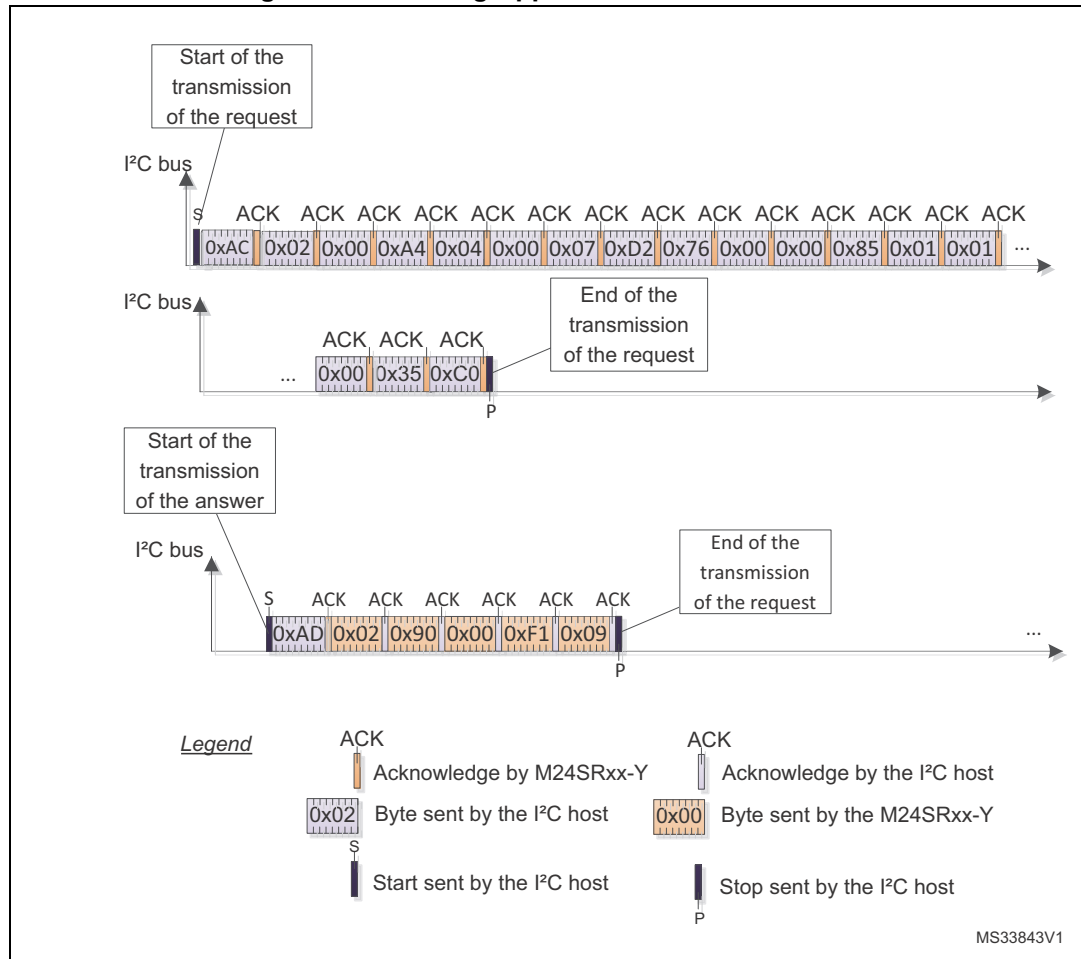 Start of the
transmission
of the request
I²C bus
S ACK ACK ACK ACK ACK ACK ACK ACK ACK ACK ACK ACK ACK ACK
0xAC 0x02 0x00 0xA4 0x04 0x00 0x07 0xD2 0x76 0x00 0x00 0x85 0x01 0x01 ...
I²C bus
End of the
transmission
of the request
ACK ACK ACK
... 0x00 0x35 0xC0
P
Start of the
transmission
of the answer
I²C bus
End of the
transmission
of the request
S ACK ACK ACK ACK ACK ACK
0xAD 0x02 0x90 0x00 0xF1 0x09 ...
P
Legend
ACK
Acknowledge by M24SRxx-Y
ACK
Acknowledge by the I²C host
0x02 Byte sent by the I²C host
0x00 Byte sent by the M24SRxx-Y
S
Start sent by the I²C host
Stop sent by the I²C host
P
MS33843V1